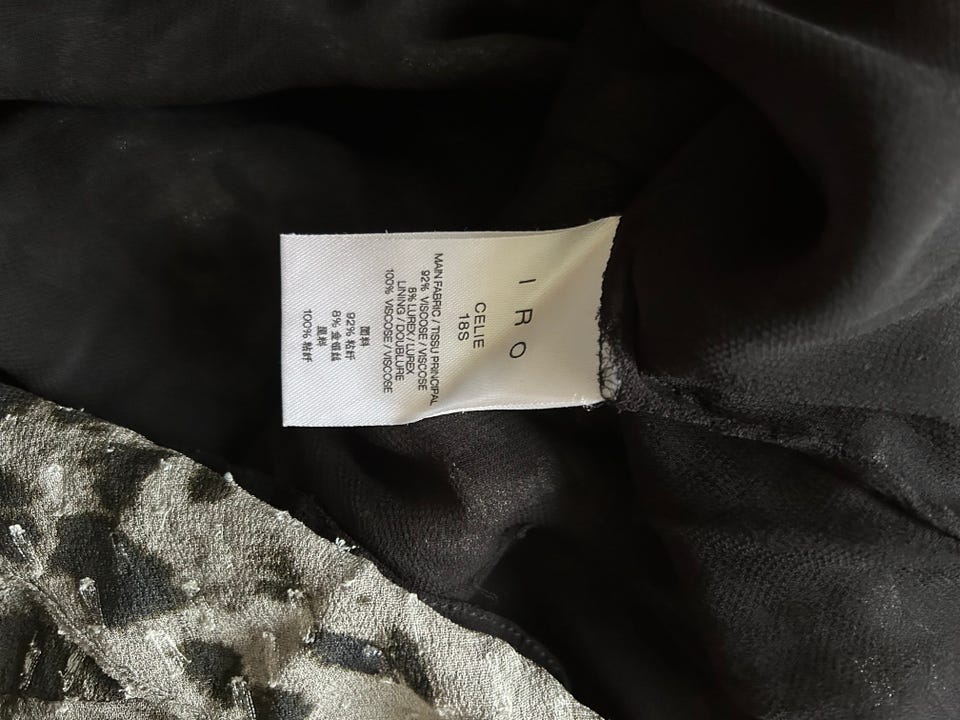 IRO
CELIE
18S
MAIN FABRIC / TISSU PRINCIPAL
92% VISCOSE / VISCOSE
8% LUREX / LUREX
LINING / DOUBLURE
100% VISCOSE / VISCOSE
面料
92% 粘纤
8% 金银丝
里料
100% 粘纤